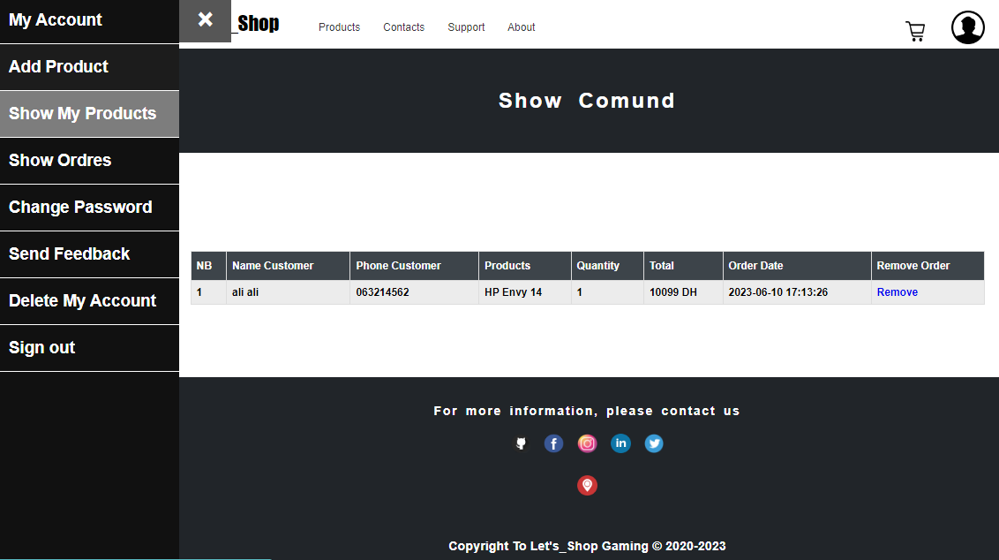 My Account
Add Product
Show My Products
Show Ordres
Change Password
Send Feedback
Delete My Account
Sign out
×
_Shop
Products Contacts Support About
Show Comund
NB Name Customer Phone Customer Products Quantity Total Order Date Remove Order
1 ali ali 063214562 HP Envy 14 1 10099 DH 2023-06-10 17:13:26 Remove
For more information, please contact us
Copyright To Let's_Shop Gaming © 2020-2023